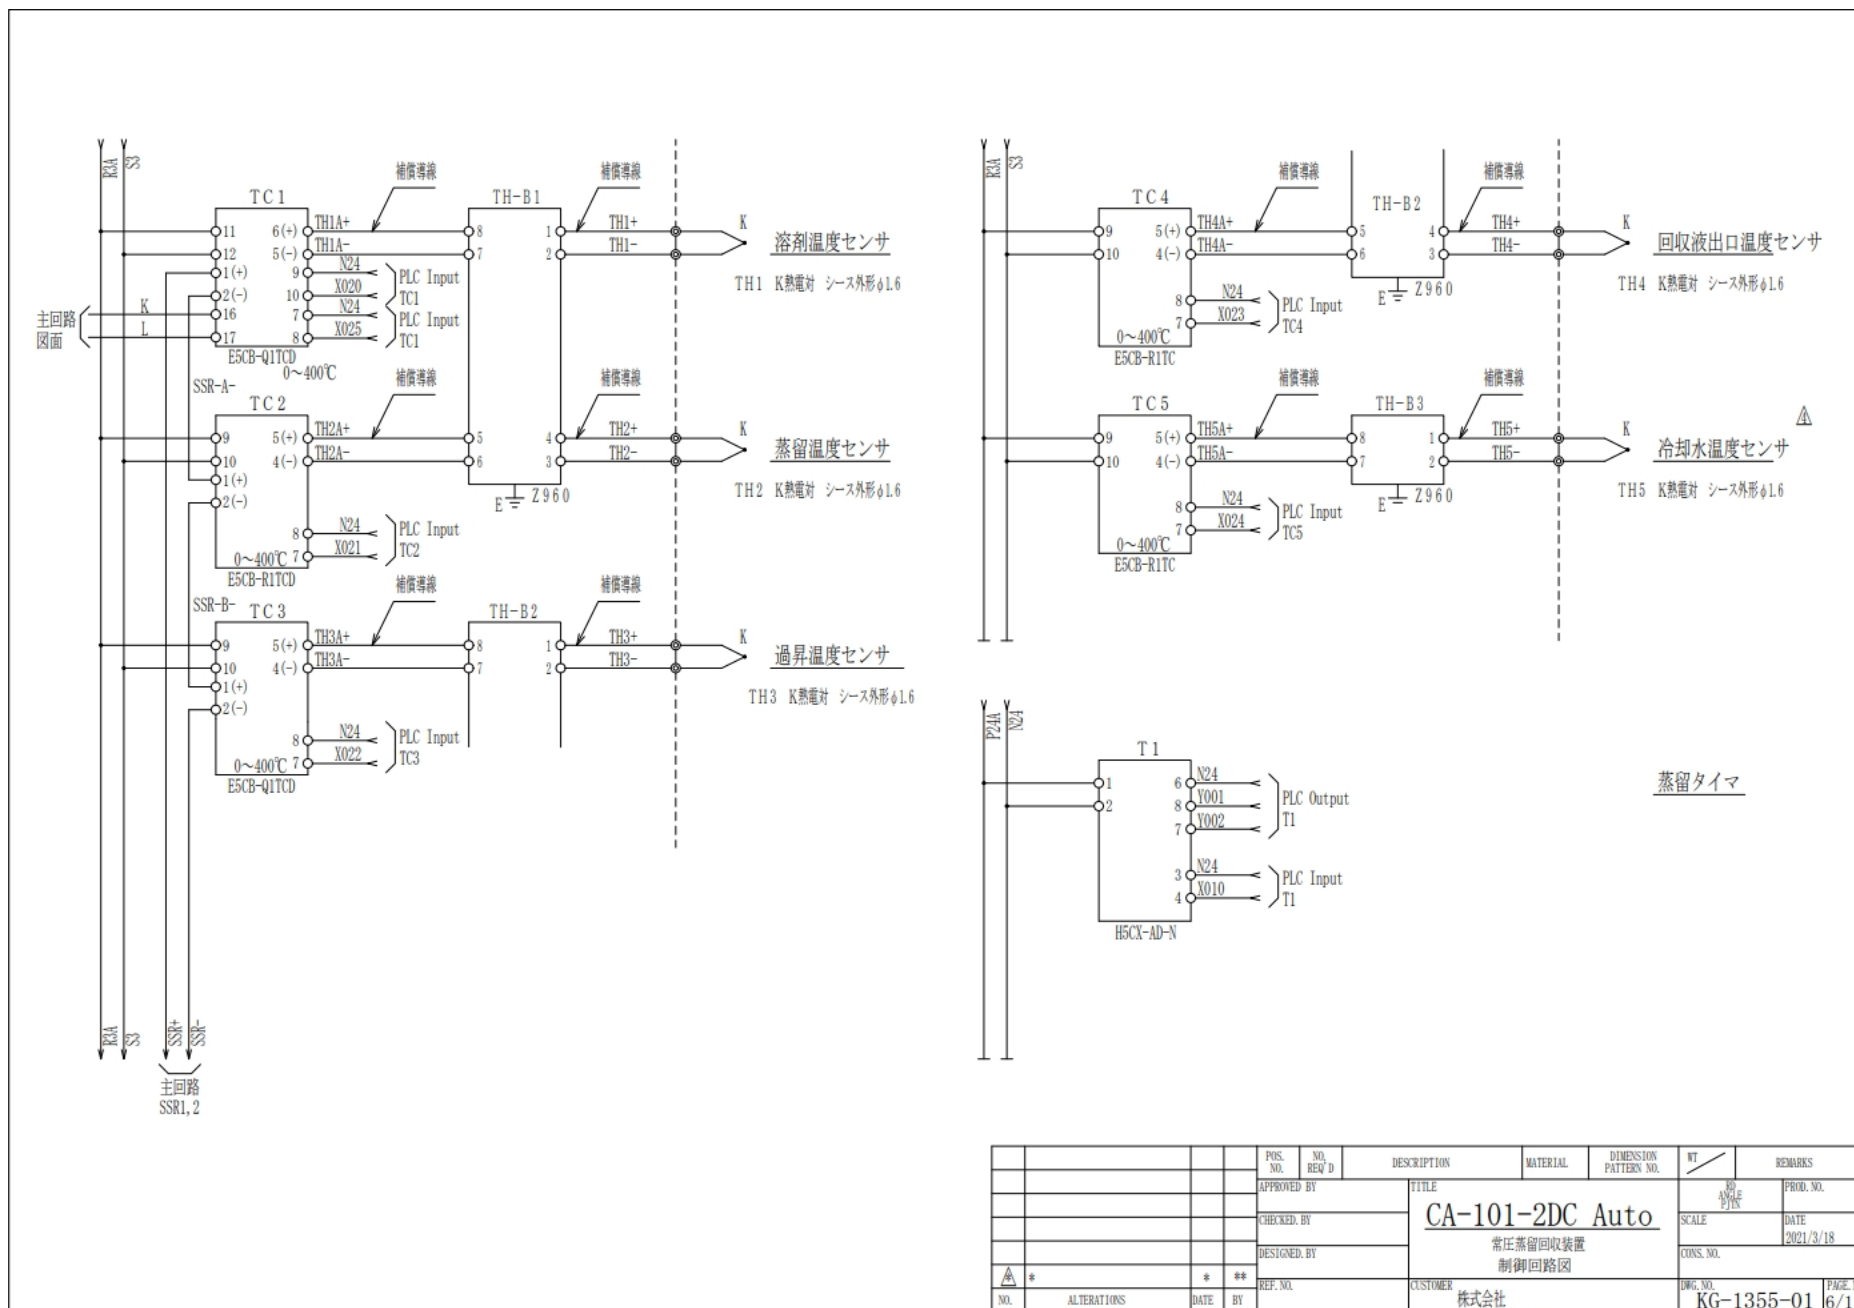 R3A
S3
補償導線
補償導線
TC1
TH-B1
11
6(+)
TH1A+
8
1
TH1+
K
溶剤温度センサ
12
5(-)
TH1A-
7
2
TH1-
1(+)
9
N24
PLC Input
TH1 K熱電対 シース外形φ1.6
2(-)
10
X020
TC1
K
16
7
N24
PLC Input
主回路
図面
L
17
8
X025
TC1
E5CB-Q1TCD
0～400℃
SSR-A-
補償導線
補償導線
TC2
9
5(+)
TH2A+
5
4
TH2+
K
蒸留温度センサ
10
4(-)
TH2A-
6
3
TH2-
1(+)
TH2 K熱電対 シース外形φ1.6
2(-)
E
Z960
8
N24
PLC Input
0～400℃
7
X021
TC2
E5CB-R1TCD
SSR-B-
補償導線
補償導線
TC3
TH-B2
9
5(+)
TH3A+
8
1
TH3+
K
過昇温度センサ
10
4(-)
TH3A-
7
2
TH3-
1(+)
TH3 K熱電対 シース外形φ1.6
2(-)
8
N24
PLC Input
0～400℃
7
X022
TC3
E5CB-Q1TCD
R3A
S3
SSR+
SSR-
主回路
SSR1,2
R3A
S3
補償導線
補償導線
TC4
TH-B2
9
5(+)
TH4A+
5
4
TH4+
K
回収液出口温度センサ
10
4(-)
TH4A-
6
3
TH4-
E
Z960
TH4 K熱電対 シース外形φ1.6
8
N24
PLC Input
7
X023
TC4
0～400℃
E5CB-R1TC
補償導線
補償導線
TC5
TH-B3
9
5(+)
TH5A+
8
1
TH5+
K
冷却水温度センサ
10
4(-)
TH5A-
7
2
TH5-
E
Z960
TH5 K熱電対 シース外形φ1.6
8
N24
PLC Input
7
X024
TC5
0～400℃
E5CB-R1TC
P24A
N24
T1
蒸留タイマ
1
6
N24
2
8
Y001
PLC Output
7
Y002
T1
3
N24
PLC Input
4
X010
T1
H5CX-AD-N
POS. NO.
NO. REQ'D
DESCRIPTION
MATERIAL
DIMENSION
PATTERN NO.
WT
REMARKS
APPROVED BY
TITLE
PROD. NO.
CA-101-2DC Auto
CHECKED. BY
SCALE
DATE
2021/3/18
常圧蒸留回収装置
DESIGNED. BY
制御回路図
CONS. NO.
*
*
**
REF. NO.
CUSTOMER
株式会社
DWG. NO.
KG-1355-01
PAGE.
6/1
NO.
ALTERATIONS
DATE
BY